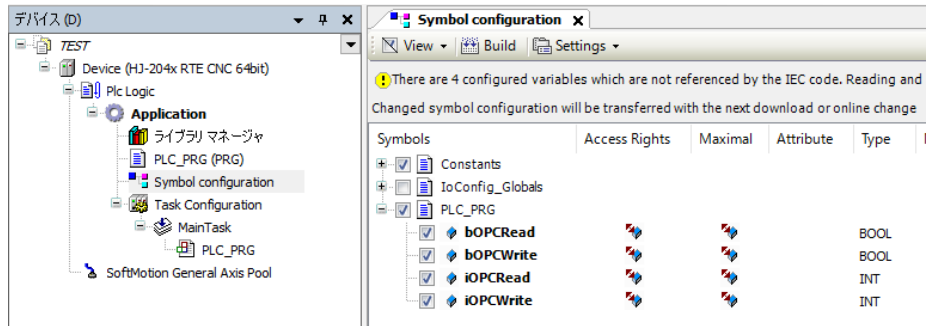 デバイス (D)
TEST
Device (HJ-204x RTE CNC 64bit)
Plc Logic
Application
ライブラリ マネージャ
PLC_PRG (PRG)
Symbol configuration
Task Configuration
MainTask
PLC_PRG
SoftMotion General Axis Pool
Symbol configuration
View
Build
Settings
There are 4 configured variables which are not referenced by the IEC code. Reading and
Changed symbol configuration will be transferred with the next download or online change
Symbols Access Rights Maximal Attribute Type
Constants
IoConfig_Globals
PLC_PRG
bOPCRead BOOL
bOPCWrite BOOL
iOPCRead INT
iOPCWrite INT